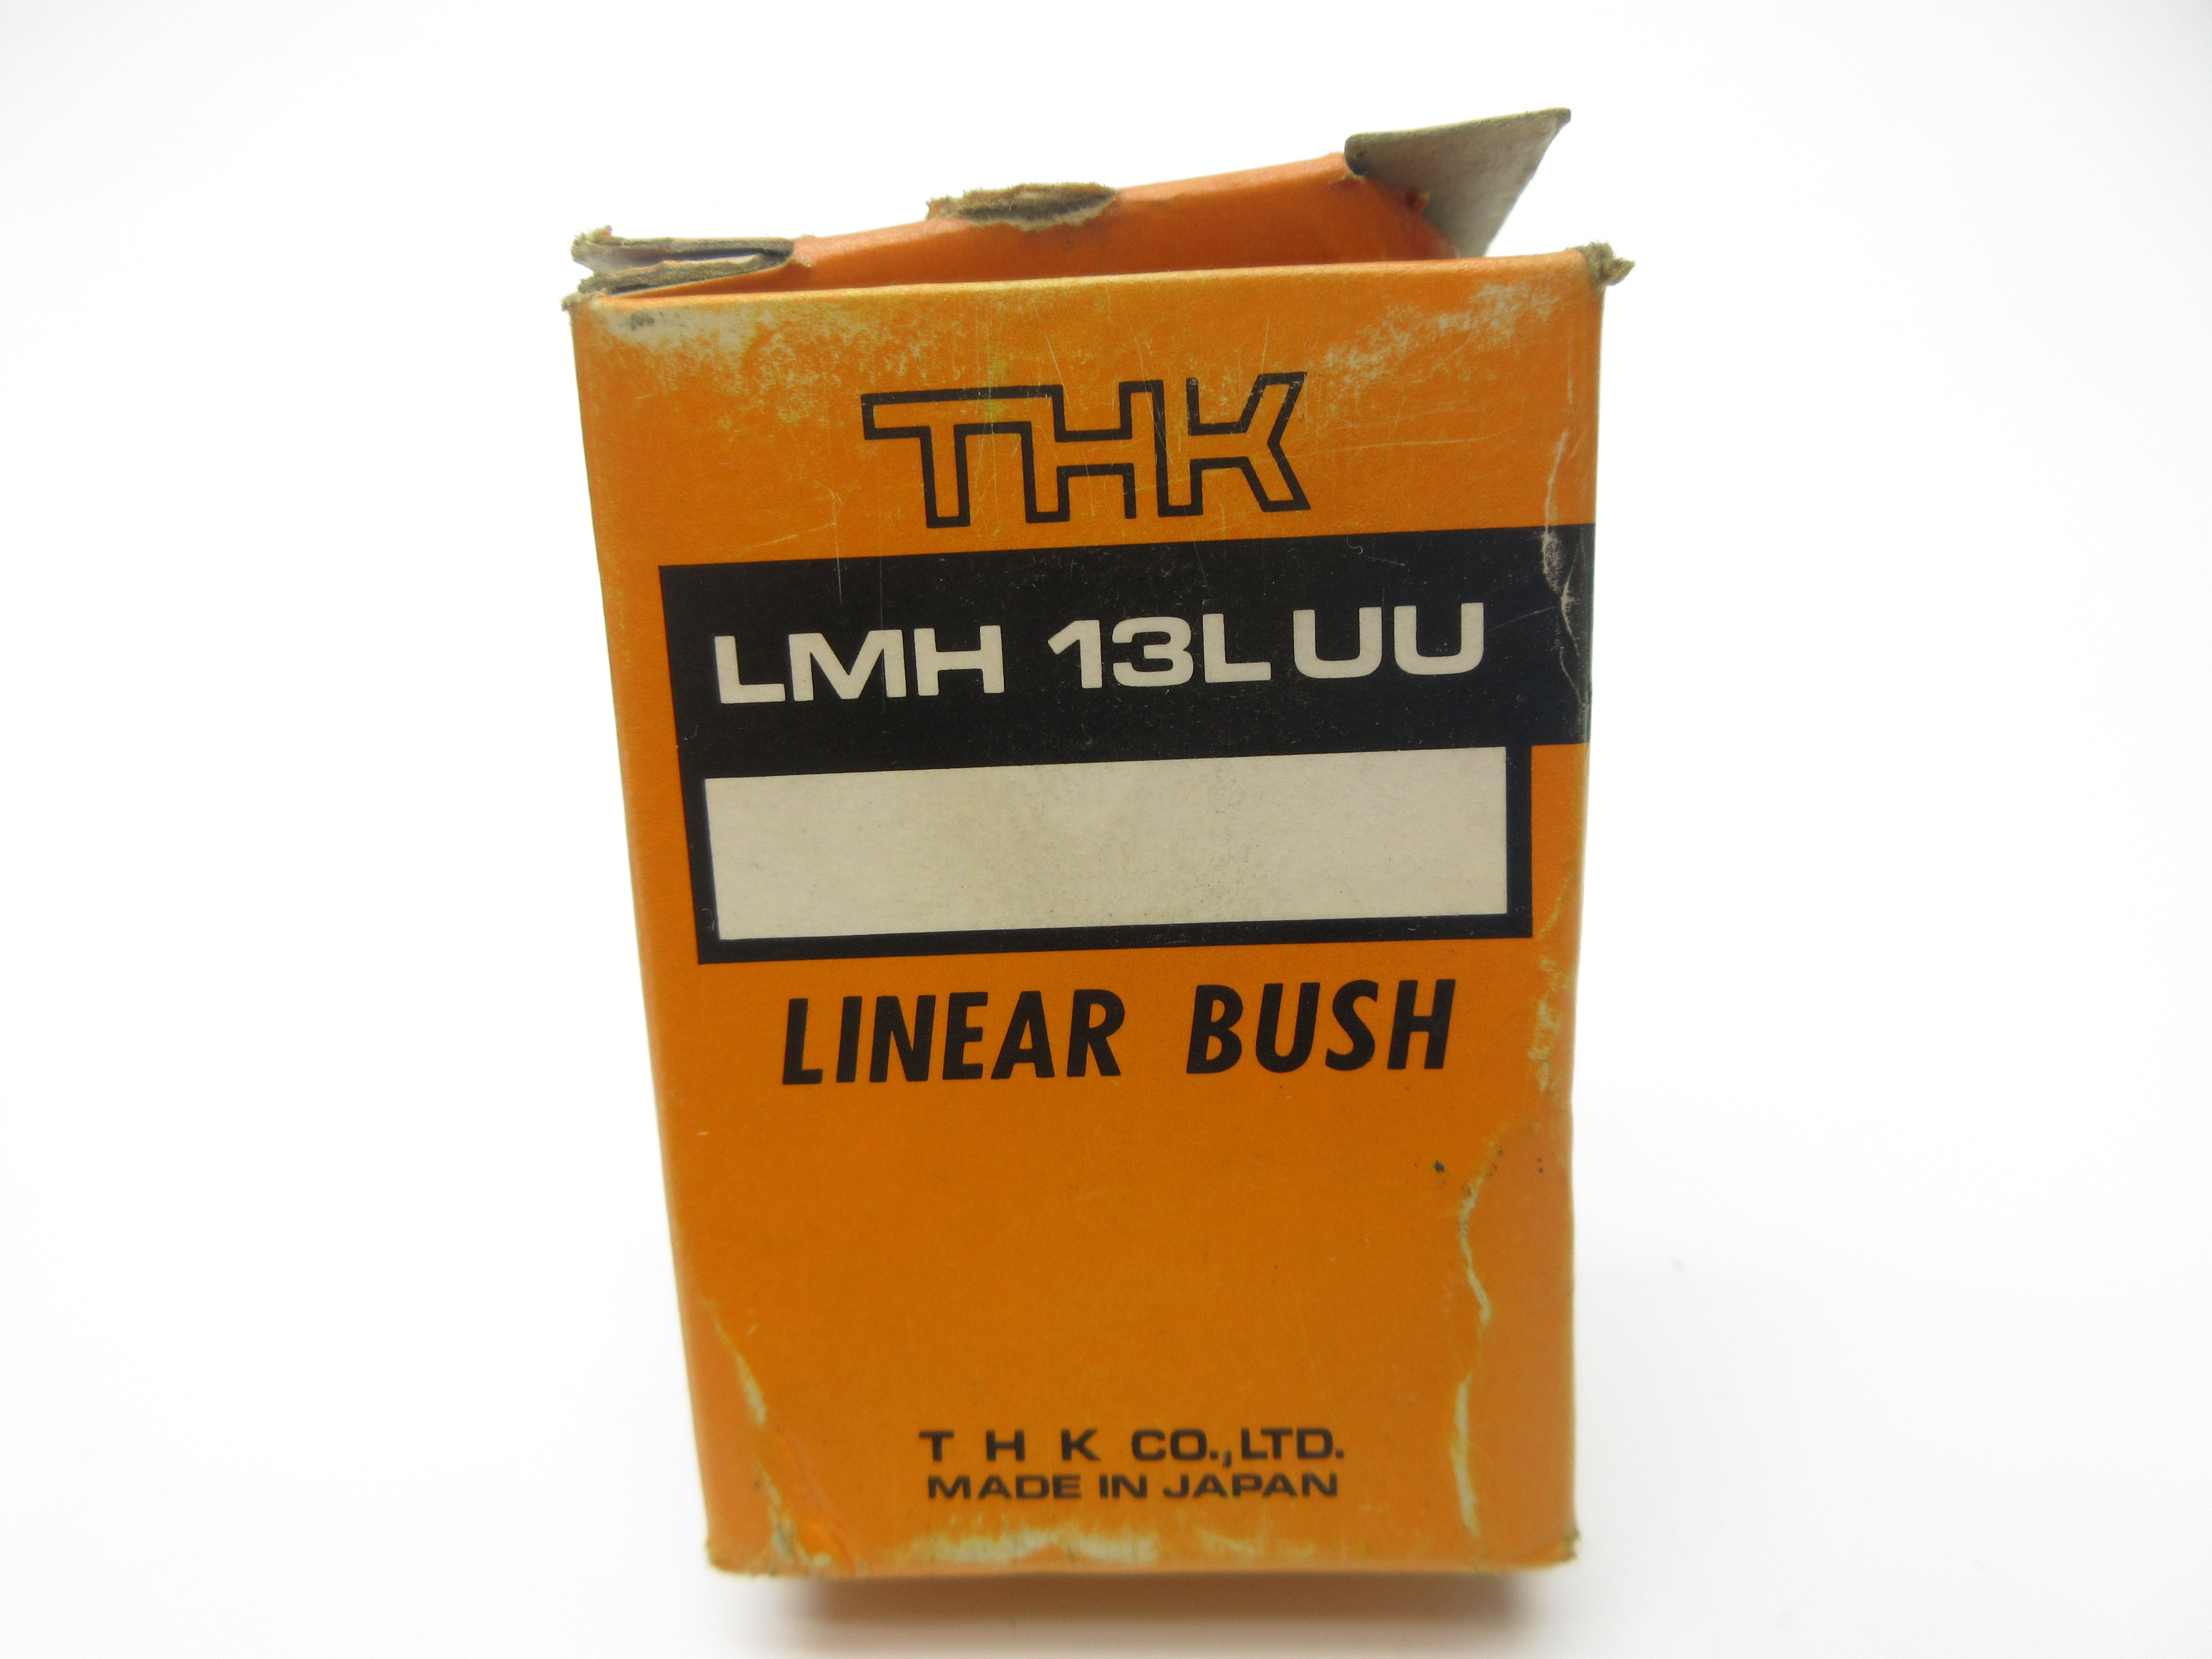 THK
LMH 13L UU
LINEAR BUSH
T H K CO.,LTD.
MADE IN JAPAN